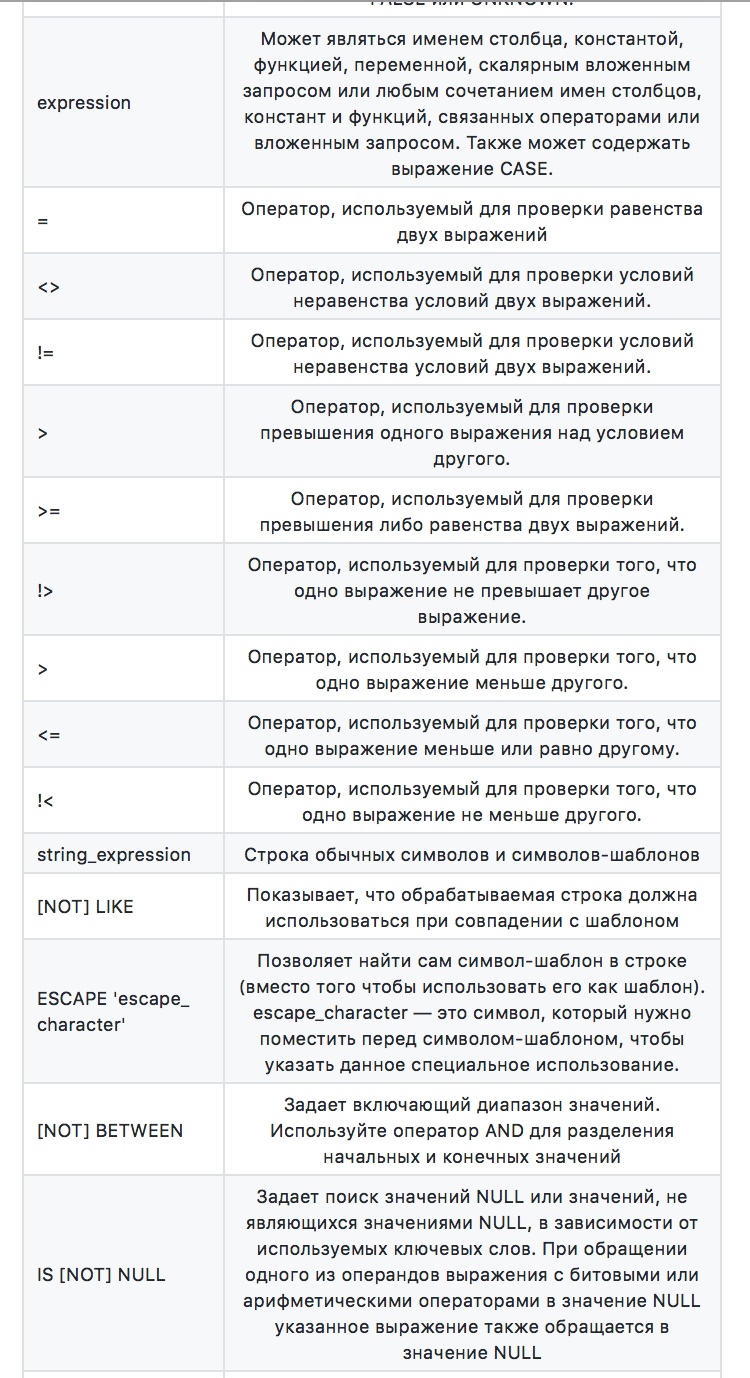 FALSE или UNKNOWN.
expression
Может являться именем столбца, константой,
функцией, переменной, скалярным вложенным
запросом или любым сочетанием имен столбцов,
констант и функций, связанных операторами или
вложенным запросом. Также может содержать
выражение CASE.
=
Оператор, используемый для проверки равенства
двух выражений
<>
Оператор, используемый для проверки условий
неравенства условий двух выражений.
!=
Оператор, используемый для проверки условий
неравенства условий двух выражений.
>
Оператор, используемый для проверки
превышения одного выражения над условием
другого.
>=
Оператор, используемый для проверки
превышения либо равенства двух выражений.
!>
Оператор, используемый для проверки того, что
одно выражение не превышает другое
выражение.
>
Оператор, используемый для проверки того, что
одно выражение меньше другого.
<=
Оператор, используемый для проверки того, что
одно выражение меньше или равно другому.
!<
Оператор, используемый для проверки того, что
одно выражение не меньше другого.
string_expression
Строка обычных символов и символов-шаблонов
[NOT] LIKE
Показывает, что обрабатываемая строка должна
использоваться при совпадении с шаблоном
ESCAPE 'escape_
character'
Позволяет найти сам символ-шаблон в строке
(вместо того чтобы использовать его как шаблон).
escape_character — это символ, который нужно
поместить перед символом-шаблоном, чтобы
указать данное специальное использование.
[NOT] BETWEEN
Задает включающий диапазон значений.
Используйте оператор AND для разделения
начальных и конечных значений
IS [NOT] NULL
Задает поиск значений NULL или значений, не
являющихся значениями NULL, в зависимости от
используемых ключевых слов. При обращении
одного из операндов выражения с битовыми или
арифметическими операторами в значение NULL
указанное выражение также обращается в
значение NULL